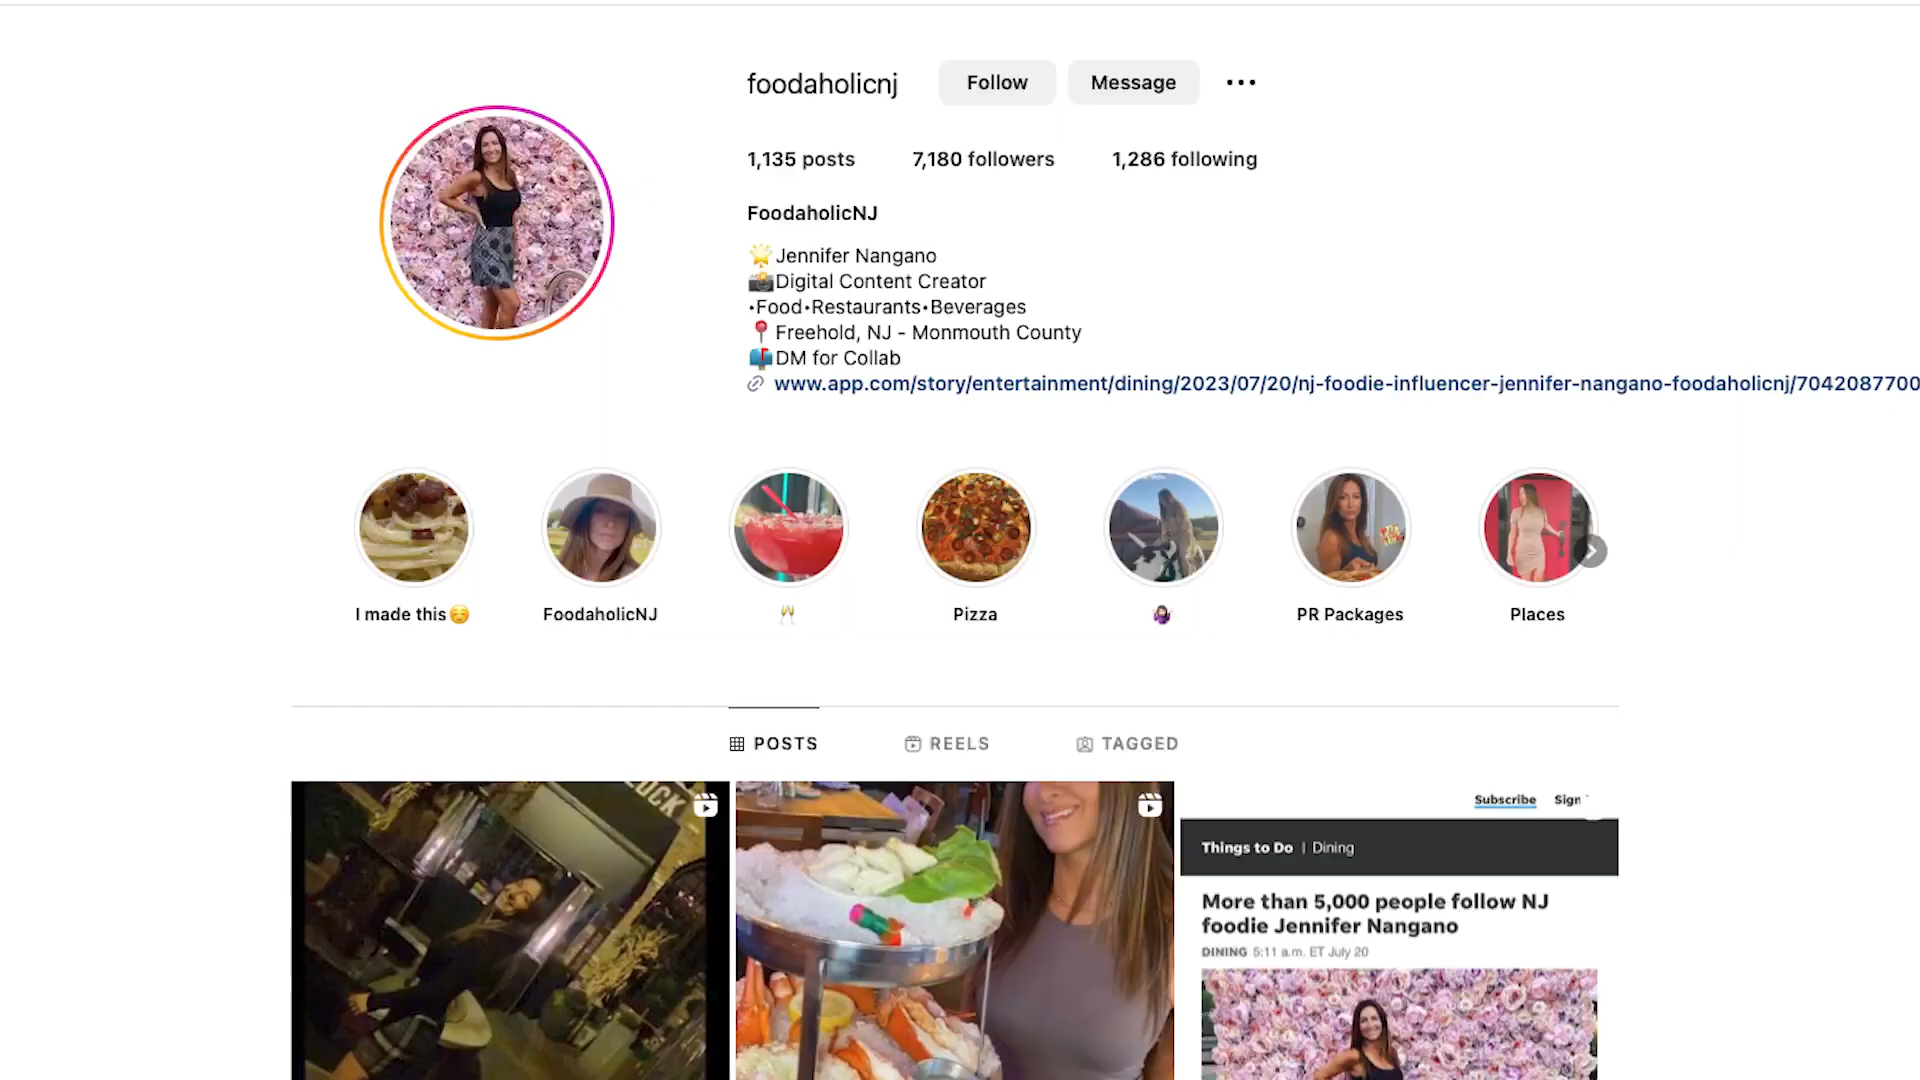 foodaholicnj
Follow
Message
1,135 posts
7,180 followers
1,286 following
FoodaholicNJ
🌟Jennifer Nangano
📸Digital Content Creator
•Food•Restaurants•Beverages
📍Freehold, NJ - Monmouth County
📫DM for Collab
www.app.com/story/entertainment/dining/2023/07/20/nj-foodie-influencer-jennifer-nangano-foodaholicnj/7042087700
I made this☺️
FoodaholicNJ
🥂
Pizza
🤷🏻‍♀️
PR Packages
Places
POSTS
REELS
TAGGED
LOCK
Subscribe
Sign
Things to Do | Dining
More than 5,000 people follow NJ
foodie Jennifer Nangano
DINING 5:11 a.m. ET July 20